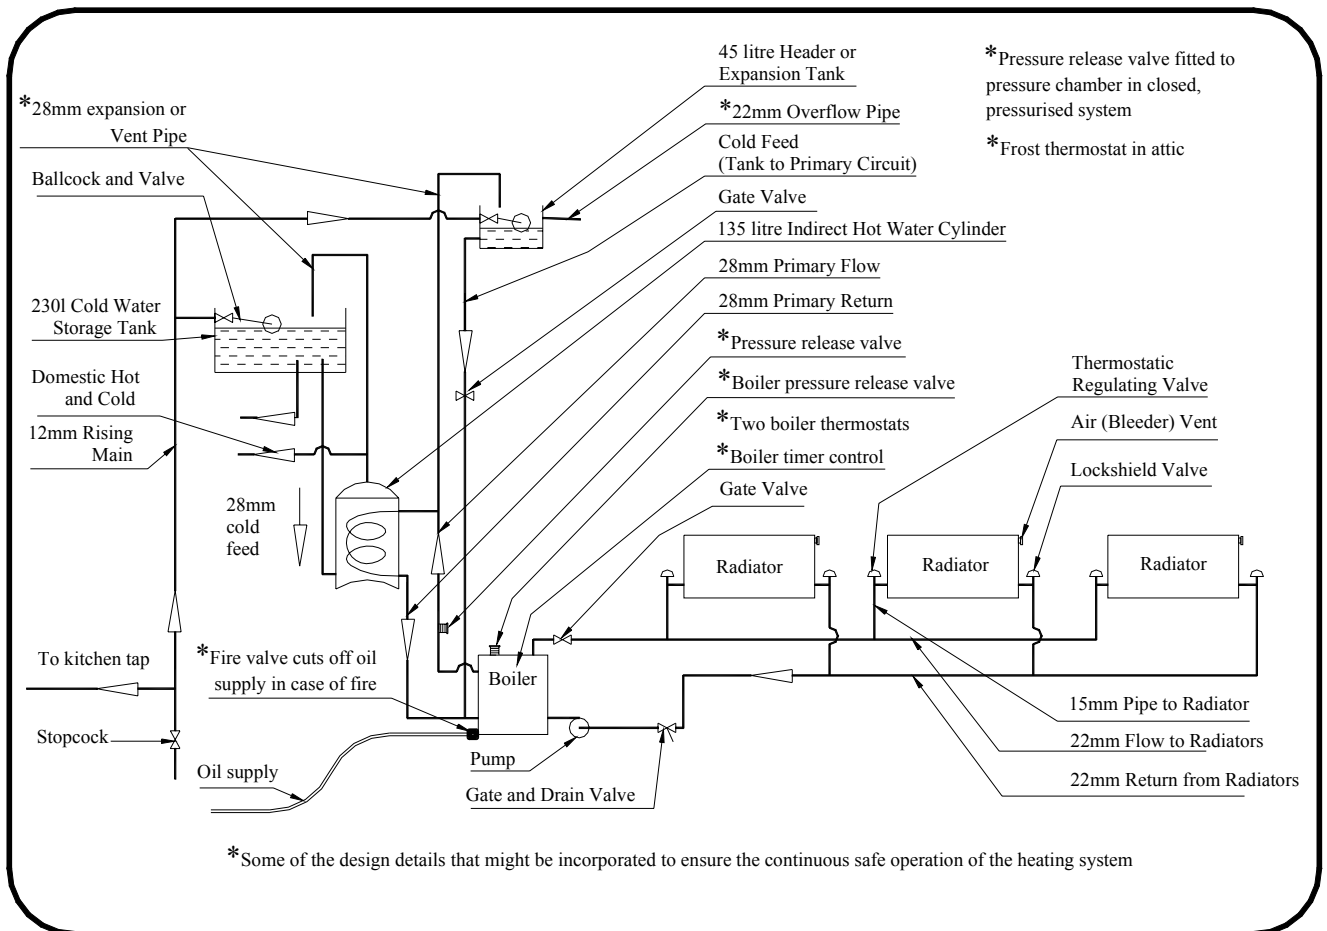 45 litre Header or
Expansion Tank
*Pressure release valve fitted to
pressure chamber in closed,
pressurised system
*28mm expansion or
Vent Pipe
*22mm Overflow Pipe
*Frost thermostat in attic
Cold Feed
(Tank to Primary Circuit)
Ballcock and Valve
Gate Valve
135 litre Indirect Hot Water Cylinder
28mm Primary Flow
230l Cold Water
Storage Tank
28mm Primary Return
*Pressure release valve
Thermostatic
Regulating Valve
Domestic Hot
and Cold
*Boiler pressure release valve
*Two boiler thermostats
Air (Bleeder) Vent
12mm Rising
Main
*Boiler timer control
Lockshield Valve
Gate Valve
28mm
cold
feed
Radiator
Radiator
Radiator
To kitchen tap
*Fire valve cuts off oil
supply in case of fire
Boiler
15mm Pipe to Radiator
Stopcock
22mm Flow to Radiators
Pump
Oil supply
22mm Return from Radiators
Gate and Drain Valve
*Some of the design details that might be incorporated to ensure the continuous safe operation of the heating system